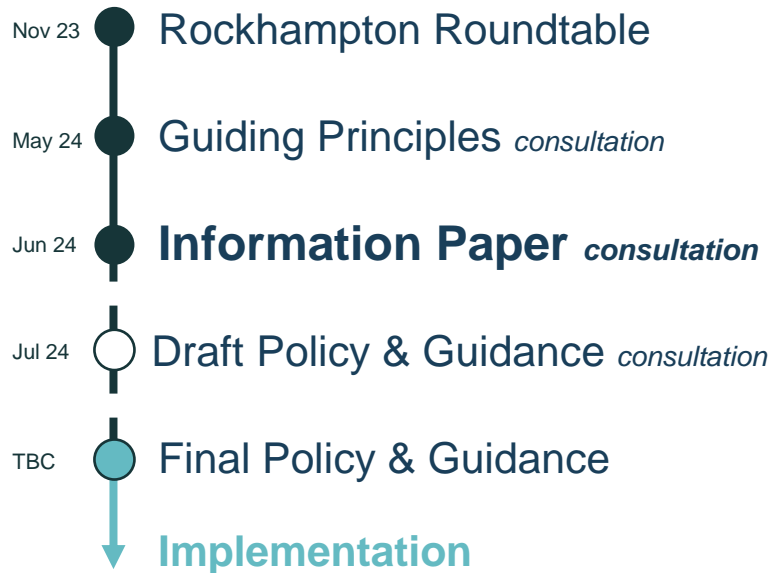 Nov 23 Rockhampton Roundtable
May 24 Guiding Principles consultation
Jun 24 Information Paper consultation
Jul 24 Draft Policy & Guidance consultation
TBC Final Policy & Guidance
Implementation